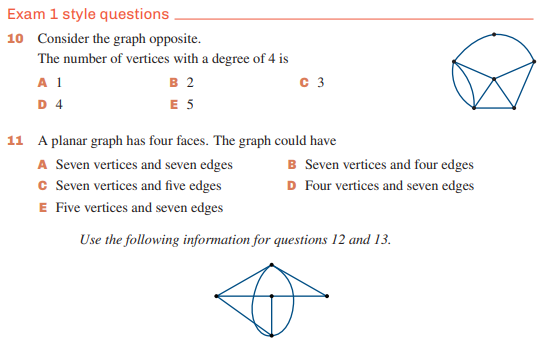 Exam 1 style questions
10 Consider the graph opposite.
The number of vertices with a degree of 4 is
A 1 B 2 C 3
D 4 E 5
11 A planar graph has four faces. The graph could have
A Seven vertices and seven edges B Seven vertices and four edges
C Seven vertices and five edges D Four vertices and seven edges
E Five vertices and seven edges
Use the following information for questions 12 and 13.